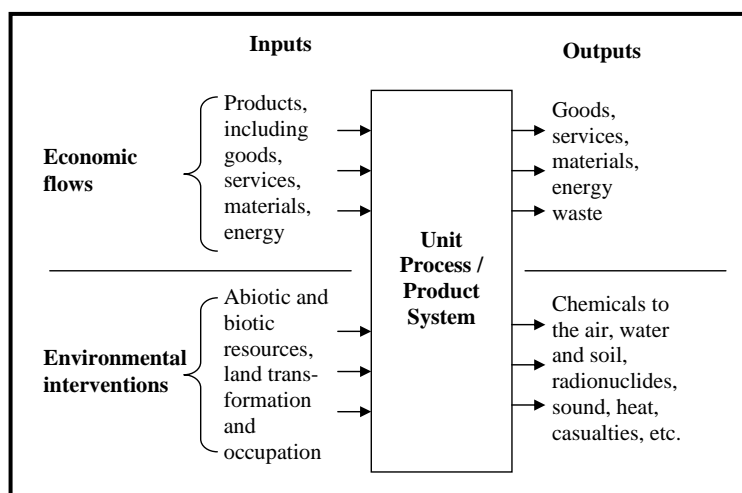 Inputs
Outputs
Economic
flows
Products,
including
goods,
services,
materials,
energy
Goods,
services,
materials,
energy
waste
Unit
Process /
Product
System
Environmental
interventions
Abiotic and
biotic
resources,
land trans-
formation
and
occupation
Chemicals to
the air, water
and soil,
radionuclides,
sound, heat,
casualties, etc.